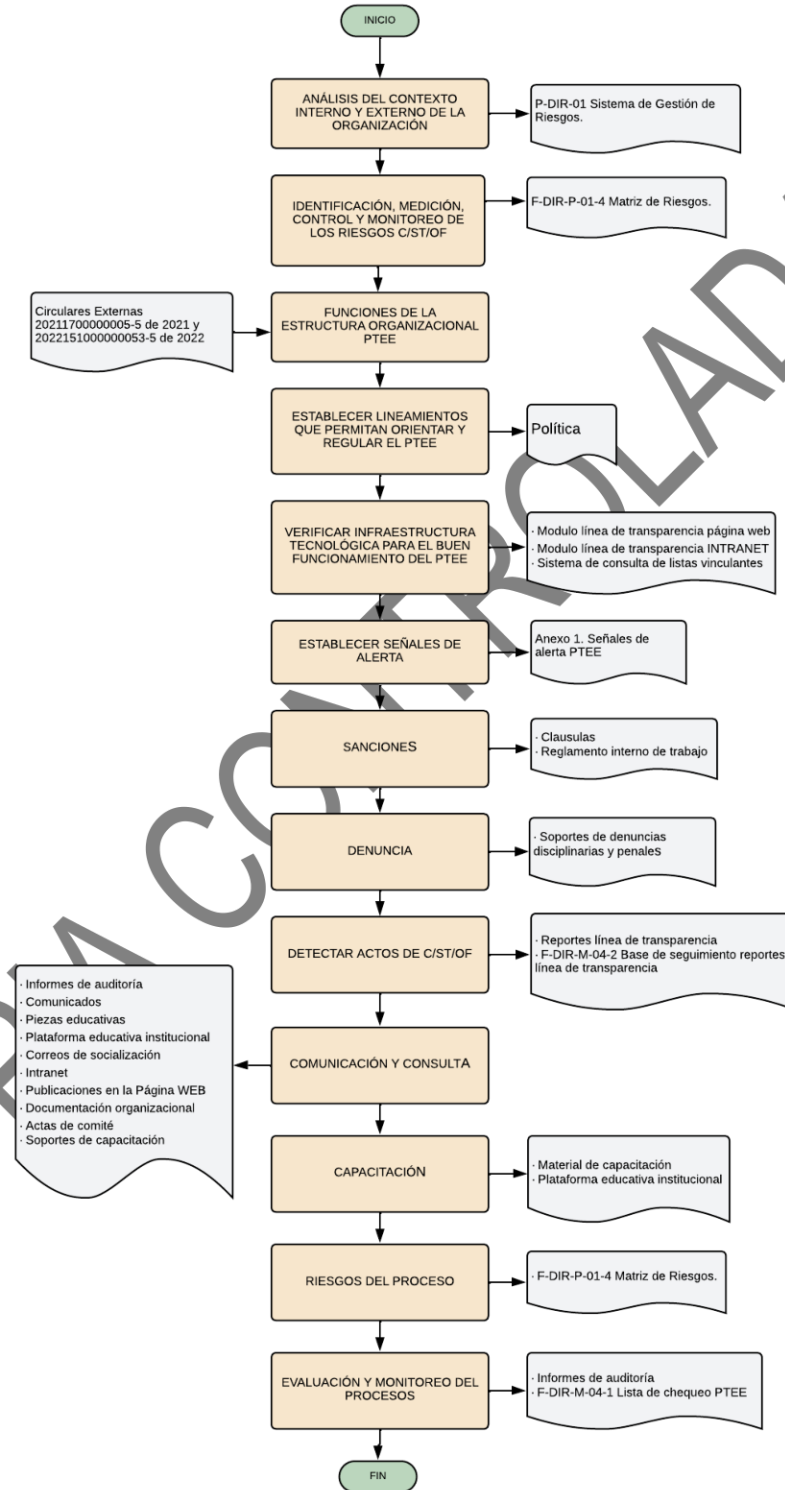 INICIO
ANÁLISIS DEL CONTEXTO
INTERNO Y EXTERNO DE LA
ORGANIZACIÓN
P-DIR-01 Sistema de Gestión de
Riesgos.
IDENTIFICACIÓN, MEDICIÓN,
CONTROL Y MONITOREO DE
LOS RIESGOS C/ST/OF
F-DIR-P-01-4 Matriz de Riesgos.
Circulares Externas
20211700000005-5 de 2021 y
2022151000000053-5 de 2022
FUNCIONES DE LA
ESTRUCTURA ORGANIZACIONAL
PTEE
ESTABLECER LINEAMIENTOS
QUE PERMITAN ORIENTAR Y
REGULAR EL PTEE
Política
VERIFICAR INFRAESTRUCTURA
TECNOLÓGICA PARA EL BUEN
FUNCIONAMIENTO DEL PTEE
· Modulo línea de transparencia página web
· Modulo línea de transparencia INTRANET
· Sistema de consulta de listas vinculantes
ESTABLECER SEÑALES DE
ALERTA
Anexo 1. Señales de
alerta PTEE
SANCIONES
· Clausulas
· Reglamento interno de trabajo
DENUNCIA
· Soportes de denuncias
disciplinarias y penales
DETECTAR ACTOS DE C/ST/OF
· Reportes línea de transparencia
· F-DIR-M-04-2 Base de seguimiento reportes
línea de transparencia
· Informes de auditoría
· Comunicados
· Piezas educativas
· Plataforma educativa institucional
· Correos de socialización
· Intranet
· Publicaciones en la Página WEB
· Documentación organizacional
· Actas de comité
· Soportes de capacitación
COMUNICACIÓN Y CONSULTA
CAPACITACIÓN
· Material de capacitación
· Plataforma educativa institucional
RIESGOS DEL PROCESO
· F-DIR-P-01-4 Matriz de Riesgos.
EVALUACIÓN Y MONITOREO DEL
PROCESOS
· Informes de auditoría
· F-DIR-M-04-1 Lista de chequeo PTEE
FIN